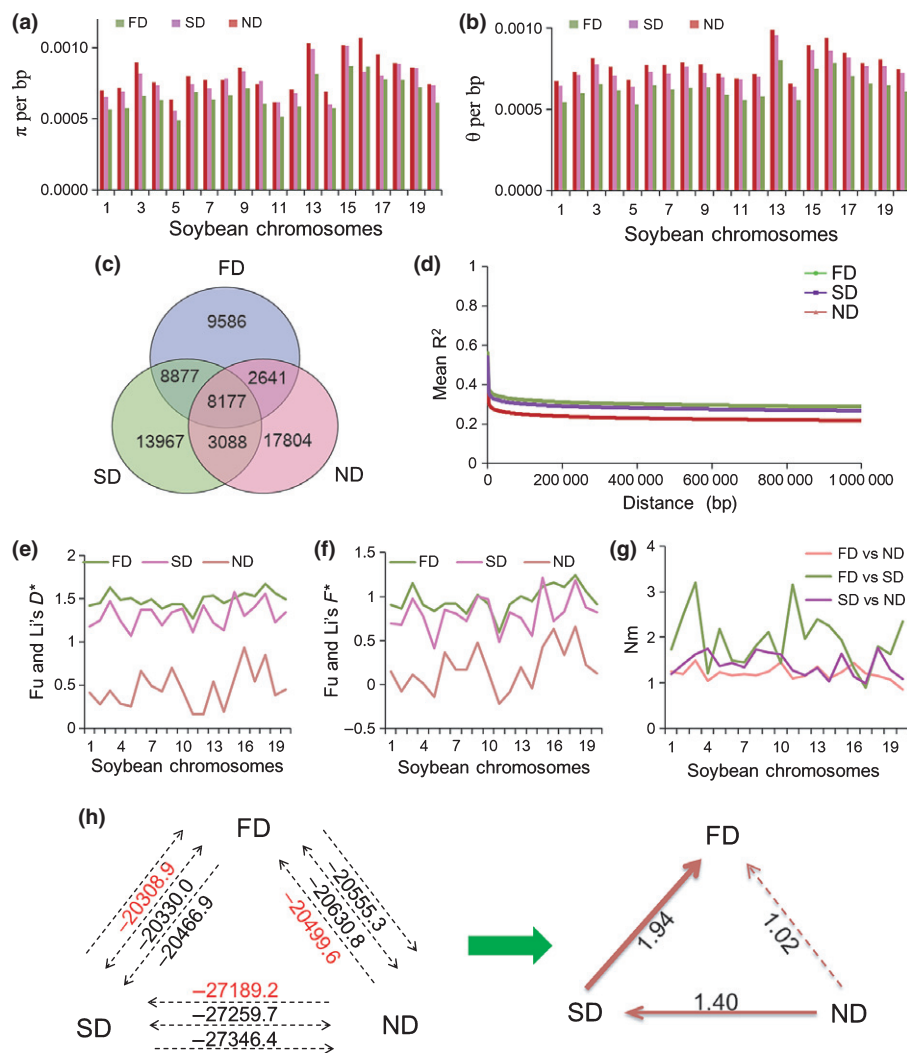 (a)
FD SD ND
π per bp
0.0010
0.0005
0.0000
1 3 5 7 9 11 13 15 17 19
Soybean chromosomes
(b)
FD SD ND
θ per bp
0.0010
0.0005
0.0000
1 3 5 7 9 11 13 15 17 19
Soybean chromosomes
(c)
FD
9586
8877 2641
8177
13967 3088 17804
SD ND
(d)
FD
SD
ND
Mean R²
1
0.8
0.6
0.4
0.2
0
0 200 000 400 000 600 000 800 000 1 000 000
Distance (bp)
(e)
FD SD ND
Fu and Li's D*
2
1.5
1
0.5
0
1 4 5 7 9 10 13 16 19
Soybean chromosomes
(f)
FD SD ND
Fu and Li's F*
1.5
1
0.5
0
–0.5
1 4 5 7 9 10 13 16 19
Soybean chromosomes
(g)
FD vs ND
FD vs SD
SD vs ND
Nm
4
3
2
1
0
1 4 7 10 13 16 19
Soybean chromosomes
(h)
FD
–20308.9
–20330.0
–20466.9
–20555.3
–20630.8
–20499.6
–27189.2
–27259.7
–27346.4
SD ND
FD
1.94 1.02
1.40
SD ND